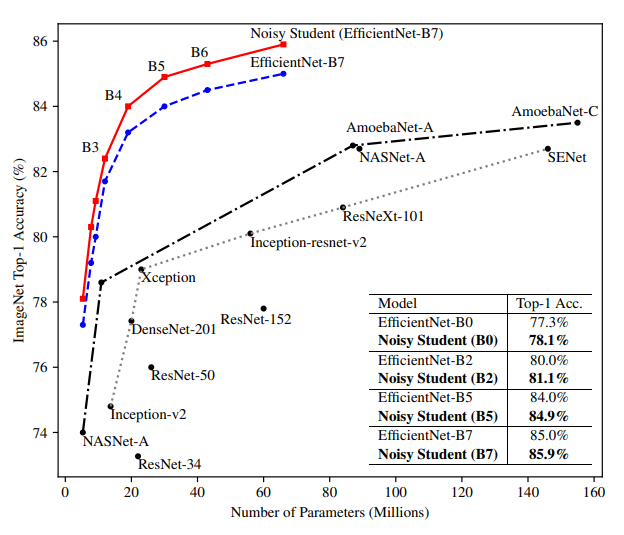 Noisy Student (EfficientNet-B7)
EfficientNet-B7
B6
B5
B4
B3
AmoebaNet-C
AmoebaNet-A
NASNet-A
SENet
ResNeXt-101
Inception-resnet-v2
Xception
DenseNet-201
ResNet-152
ResNet-50
Inception-v2
NASNet-A
ResNet-34
86
84
82
80
78
76
74
ImageNet Top-1 Accuracy (%)
Model Top-1 Acc.
EfficientNet-B0 77.3%
Noisy Student (B0) 78.1%
EfficientNet-B2 80.0%
Noisy Student (B2) 81.1%
EfficientNet-B5 84.0%
Noisy Student (B5) 84.9%
EfficientNet-B7 85.0%
Noisy Student (B7) 85.9%
0 20 40 60 80 100 120 140 160
Number of Parameters (Millions)